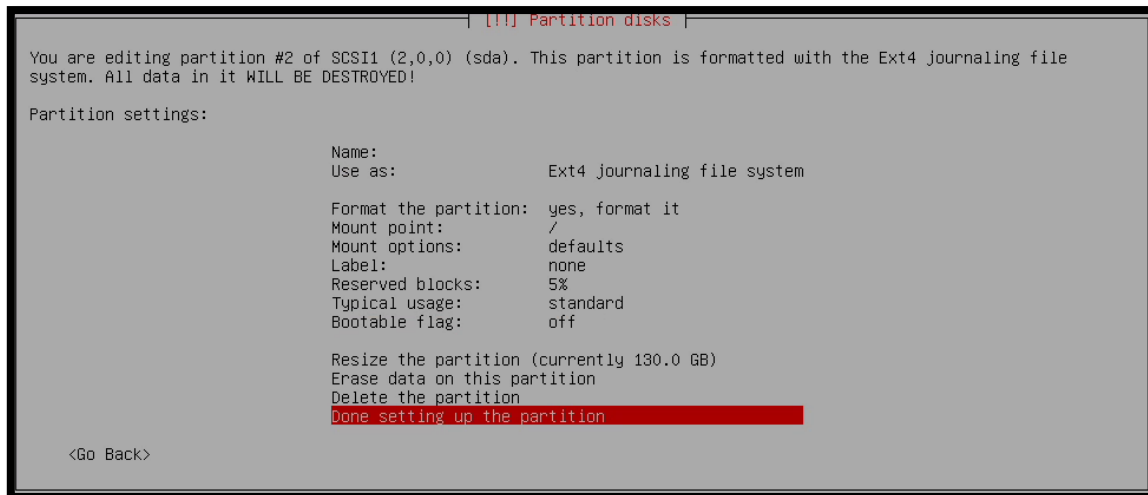 [!!] Partition disks
You are editing partition #2 of SCSI1 (2,0,0) (sda). This partition is formatted with the Ext4 journaling file
system. All data in it WILL BE DESTROYED!
Partition settings:
Name:
Use as: Ext4 journaling file system
Format the partition: yes, format it
Mount point: /
Mount options: defaults
Label: none
Reserved blocks: 5%
Typical usage: standard
Bootable flag: off
Resize the partition (currently 130.0 GB)
Erase data on this partition
Delete the partition
Done setting up the partition
<Go Back>